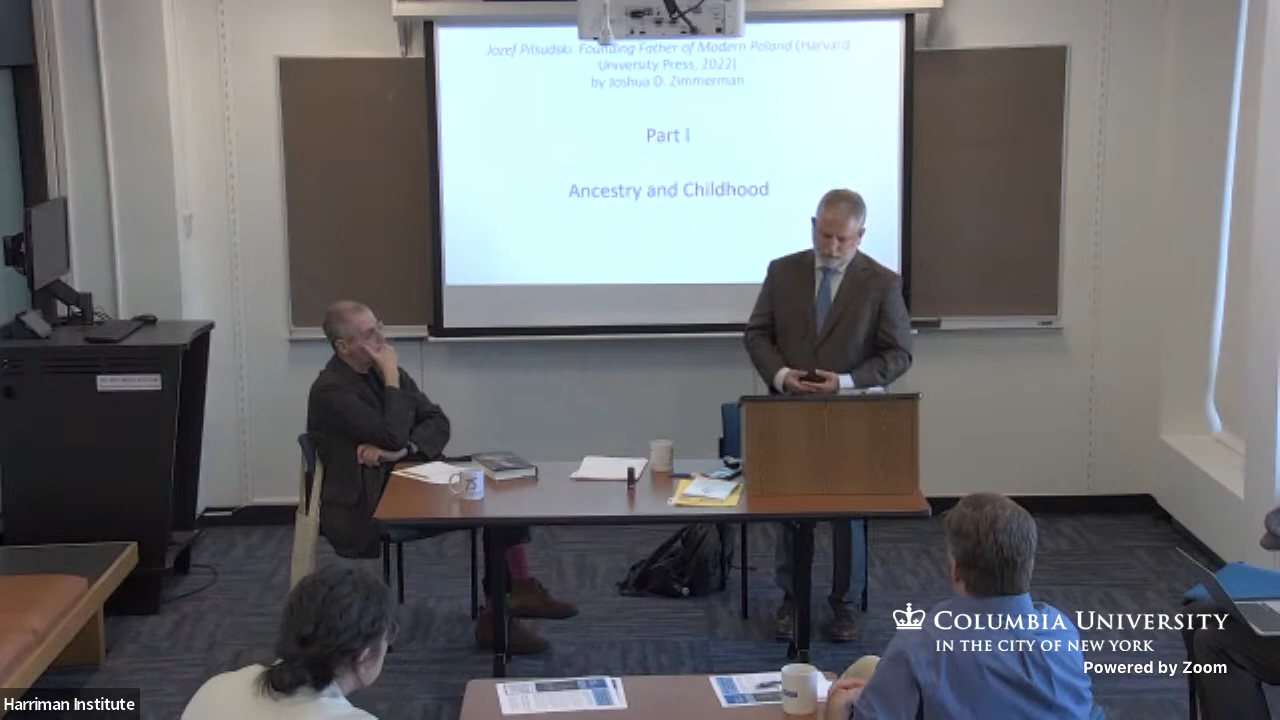 Jozef Pilsudski: Founding Father of Modern Poland (Harvard
University Press, 2022)
by Joshua D. Zimmerman
Part I
Ancestry and Childhood
75
COLUMBIA UNIVERSITY
IN THE CITY OF NEW YORK
Powered by Zoom
Harriman Institute